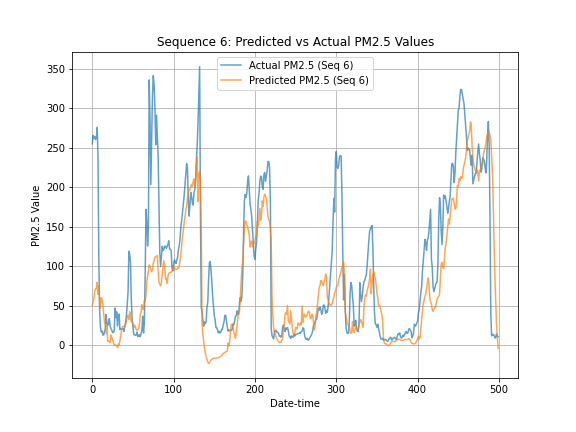 Sequence 6: Predicted vs Actual PM2.5 Values
Actual PM2.5 (Seq 6)
Predicted PM2.5 (Seq 6)
PM2.5 Value
350
300
250
200
150
100
50
0
0 100 200 300 400 500
Date-time